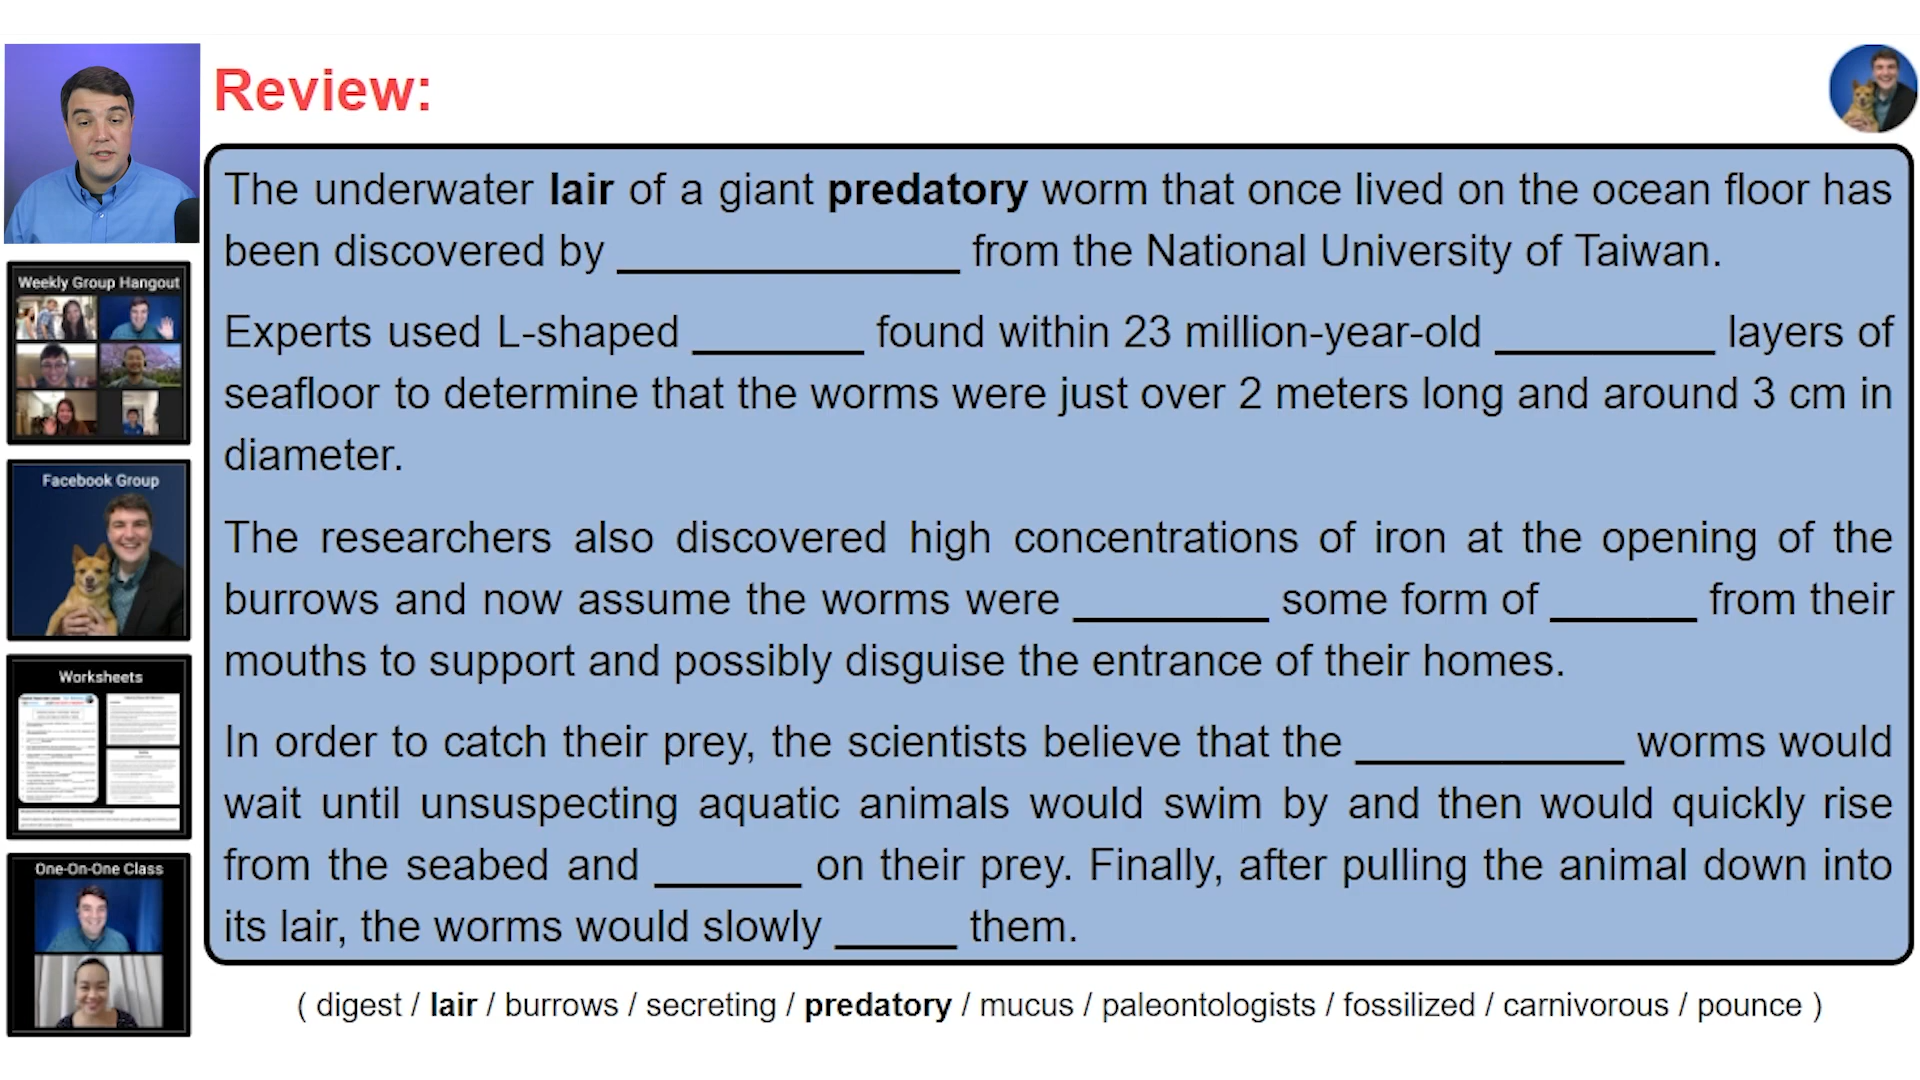 Review:
The underwater lair of a giant predatory worm that once lived on the ocean floor has
been discovered by ______________ from the National University of Taiwan.
Experts used L-shaped _______ found within 23 million-year-old _________ layers of
seafloor to determine that the worms were just over 2 meters long and around 3 cm in
diameter.
The researchers also discovered high concentrations of iron at the opening of the
burrows and now assume the worms were ________ some form of ______ from their
mouths to support and possibly disguise the entrance of their homes.
In order to catch their prey, the scientists believe that the ___________ worms would
wait until unsuspecting aquatic animals would swim by and then would quickly rise
from the seabed and ______ on their prey. Finally, after pulling the animal down into
its lair, the worms would slowly _____ them.
( digest / lair / burrows / secreting / predatory / mucus / paleontologists / fossilized / carnivorous / pounce )
Weekly Group Hangout
Facebook Group
Worksheets
One-On-One Class